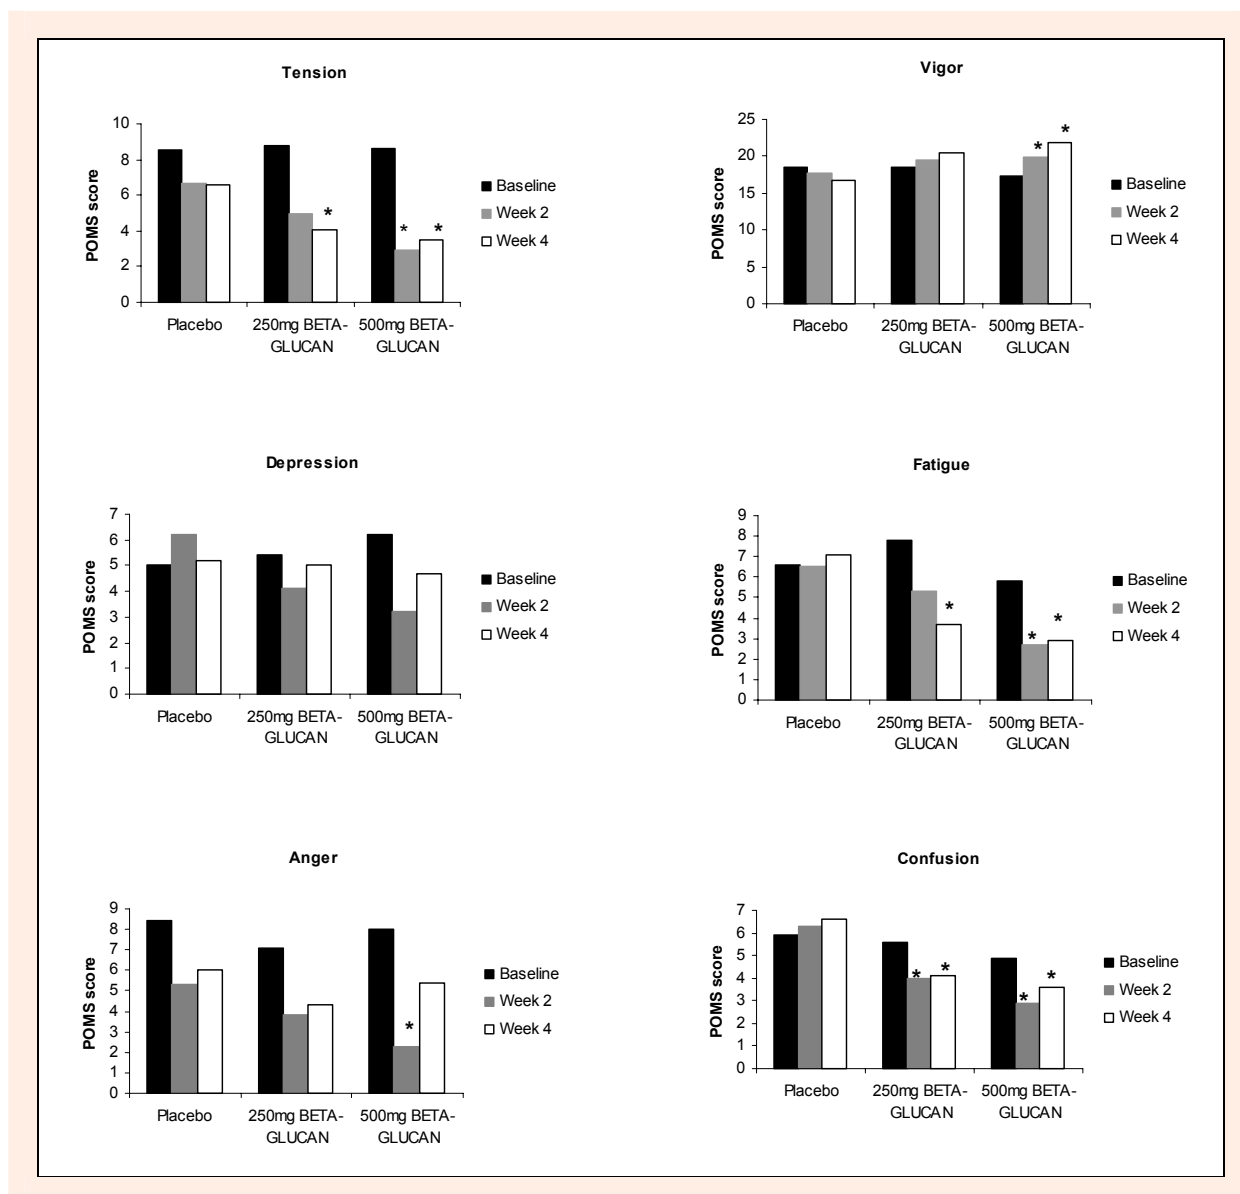 Tension
10
8
6
4
2
0
POMS score
*
*
*
Placebo
250mg BETA-
GLUCAN
500mg BETA-
GLUCAN
Baseline
Week 2
Week 4
Vigor
25
20
15
10
5
0
POMS score
*
*
Placebo
250mg BETA-
GLUCAN
500mg BETA-
GLUCAN
Baseline
Week 2
Week 4
Depression
7
6
5
4
3
2
1
0
POMS score
Placebo
250mg BETA-
GLUCAN
500mg BETA-
GLUCAN
Baseline
Week 2
Week 4
Fatigue
9
8
7
6
5
4
3
2
1
0
POMS score
*
*
*
Placebo
250mg BETA-
GLUCAN
500mg BETA-
GLUCAN
Baseline
Week 2
Week 4
Anger
9
8
7
6
5
4
3
2
1
0
POMS score
*
Placebo
250mg BETA-
GLUCAN
500mg BETA-
GLUCAN
Baseline
Week 2
Week 4
Confusion
7
6
5
4
3
2
1
0
POMS score
*
*
*
*
Placebo
250mg BETA-
GLUCAN
500mg BETA-
GLUCAN
Baseline
Week 2
Week 4